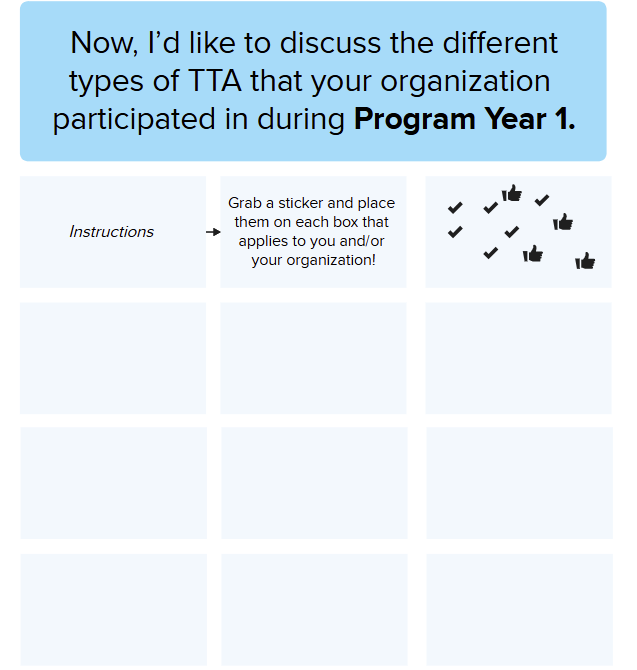 Now, I’d like to discuss the different
types of TTA that your organization
participated in during Program Year 1.
Instructions
Grab a sticker and place
them on each box that
applies to you and/or
your organization!